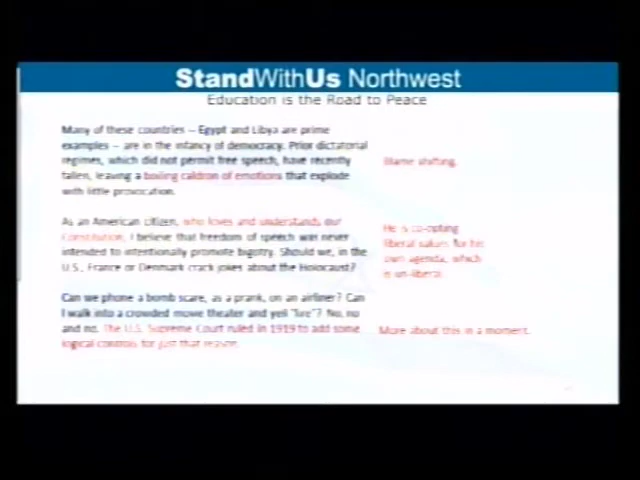 StandWithUs Northwest
Education is the Road to Peace
Many of these countries – Egypt and Libya are prime
examples – are in the infancy of democracy. Prior dictatorial
regimes, which did not permit free speech, have recently
fallen, leaving a boiling caldron of emotions that explode
with little provocation.
Blame shifting.
As an American citizen, who loves and understands our
Constitution, I believe that freedom of speech was never
intended to intentionally promote bigotry. Should we, in the
U.S., France or Denmark crack jokes about the Holocaust?
He is co-opting
liberal values for his
own agenda, which
is un-liberal.
Can we phone a bomb scare, as a prank, on an airliner? Can
I walk into a crowded movie theater and yell "fire"? No, no
and no. The U.S. Supreme Court ruled in 1919 to add some
logical controls for just that reason.
More about this in a moment.